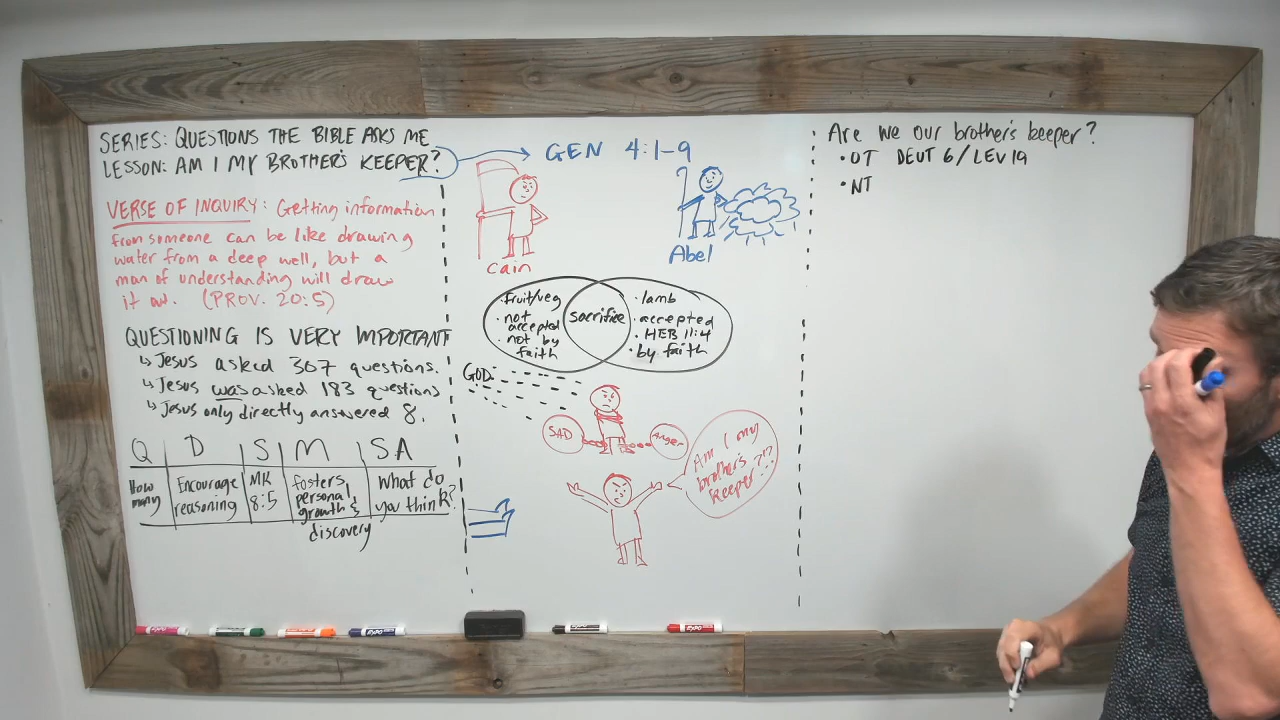 SERIES: QUESTIONS THE BIBLE ASKS ME
LESSON: AM I MY BROTHER'S KEEPER?
VERSE OF INQUIRY: Getting information
from someone can be like drawing
water from a deep well, but a
man of understanding will draw
it out. (PROV. 20:5)
QUESTIONING IS VERY IMPORTANT
↳ Jesus asked 307 questions.
↳ Jesus was asked 183 questions
↳ Jesus only directly answered 8.
Q D S M SA
How many
Encourage reasoning
MK 8:5
fosters personal growth & discovery
what do you think?
GEN 4:1-9
Cain
Abel
• fruit/veg
• not accepted
• not by faith
sacrifice
• lamb
• accepted
• HEB 11:4
• by faith
GOD
SAD
Anger
Am I my
brother's
keeper?!?
Are we our brother's keeper?
• OT DEUT 6/LEV 19
• NT
EXPO
EXPO
EXPO